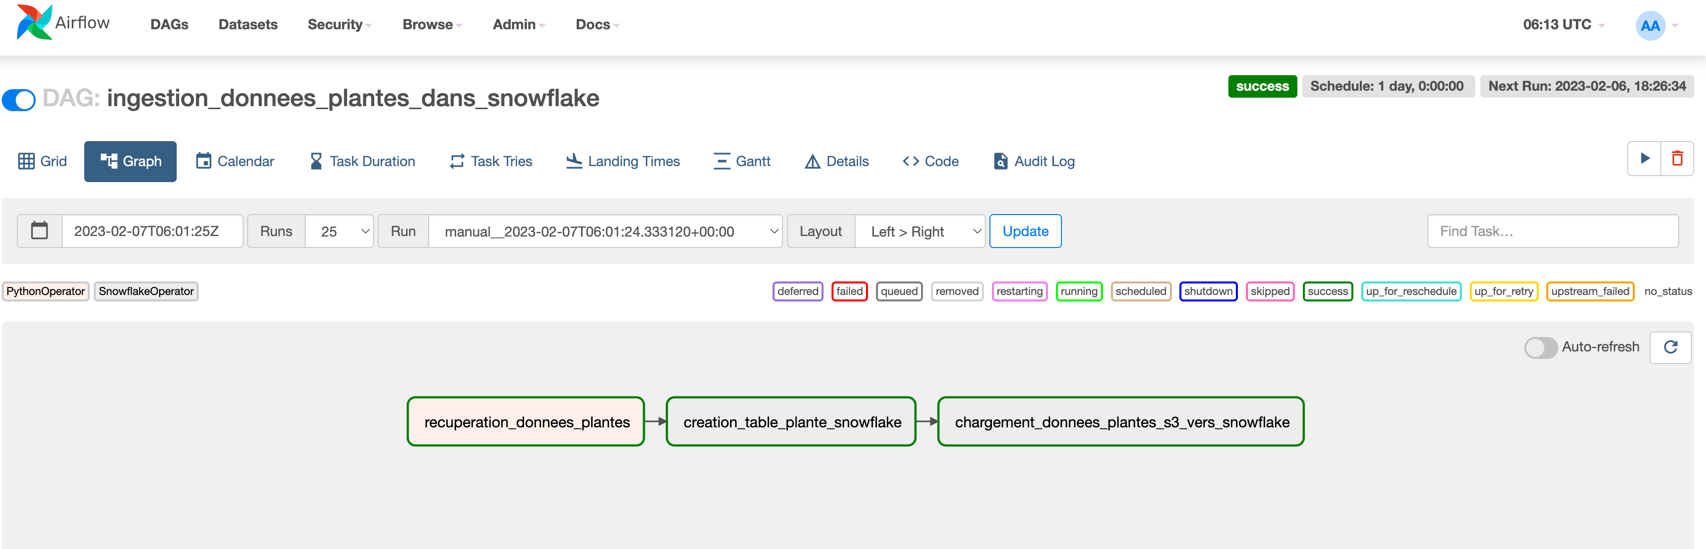 Airflow DAGs Datasets Security Browse Admin Docs 06:13 UTC AA
DAG: ingestion_donnees_plantes_dans_snowflake success Schedule: 1 day, 0:00:00 Next Run: 2023-02-06, 18:26:34
Grid Graph Calendar Task Duration Task Tries Landing Times Gantt Details Code Audit Log
2023-02-07T06:01:25Z Runs 25 Run manual__2023-02-07T06:01:24.333120+00:00 Layout Left > Right Update Find Task...
PythonOperator SnowflakeOperator deferred failed queued removed restarting running scheduled shutdown skipped success up_for_reschedule up_for_retry upstream_failed no_status
Auto-refresh
recuperation_donnees_plantes creation_table_plante_snowflake chargement_donnees_plantes_s3_vers_snowflake